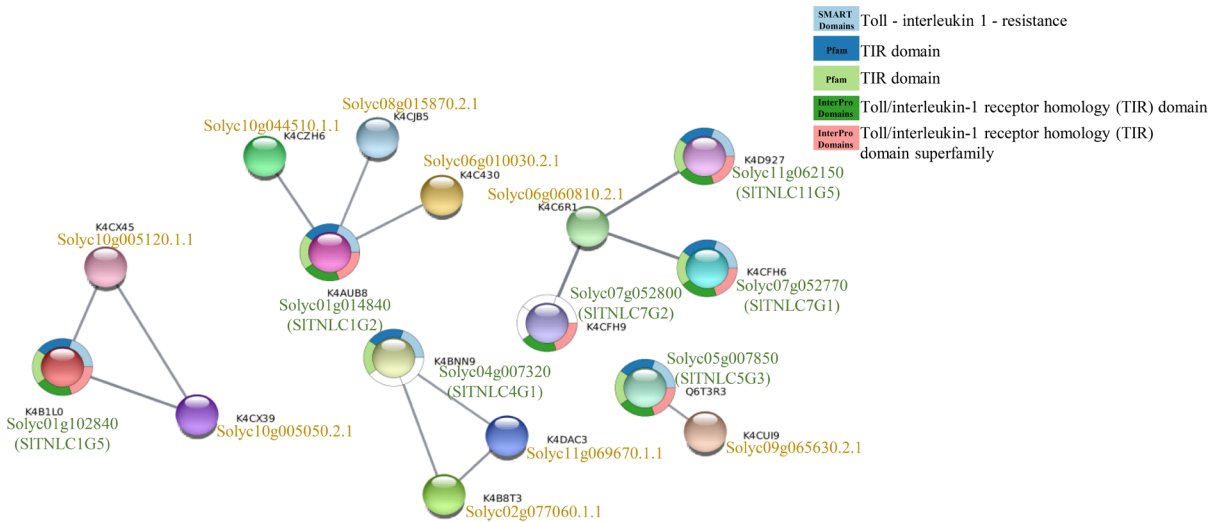 SMART
Domains
Toll - interleukin 1 - resistance
Pfam
TIR domain
Pfam
TIR domain
InterPro
Domains
Toll/interleukin-1 receptor homology (TIR) domain
InterPro
Domains
Toll/interleukin-1 receptor homology (TIR)
domain superfamily
Solyc08g015870.2.1
K4CJB5
Solyc10g044510.1.1
K4CZH6
Solyc06g010030.2.1
K4C430
K4AUB8
Solyc01g014840
(SlTNLC1G2)
K4CX45
Solyc10g005120.1.1
K4B1L0
Solyc01g102840
(SlTNLC1G5)
K4CX39
Solyc10g005050.2.1
K4BNN9
Solyc04g007320
(SlTNLC4G1)
K4DAC3
Solyc11g069670.1.1
K4B8T3
Solyc02g077060.1.1
Solyc06g060810.2.1
K4C6R1
K4D927
Solyc11g062150
(SlTNLC11G5)
K4CFH6
Solyc07g052770
(SlTNLC7G1)
Solyc07g052800
(SlTNLC7G2)
K4CFH9
Solyc05g007850
(SlTNLC5G3)
Q6T3R3
K4CUI9
Solyc09g065630.2.1